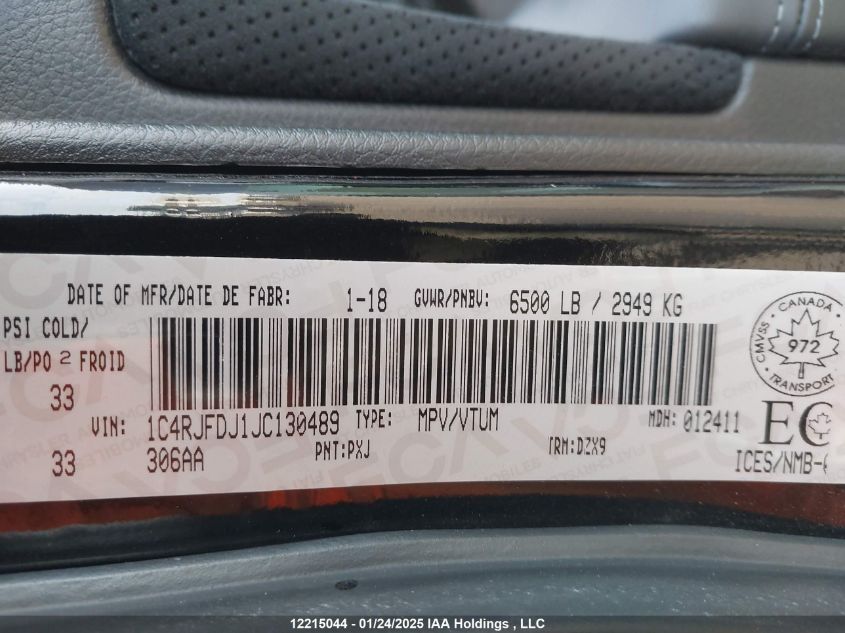 DATE OF MFR/DATE DE FABR: 1-18 GVWR/PNBV: 6500 LB / 2949 KG
PSI COLD/
LB/PO 2 FROID
33
CANADA
CMVSS
972
TRANSPORT
VIN: 1C4RJFDJ1JC130489 TYPE: MPV/VTUM MDH: 012411 EC
33 306AA PNT:PXJ TRM:DZX9 ICES/NMB-
12215044 - 01/24/2025 IAA Holdings , LLC